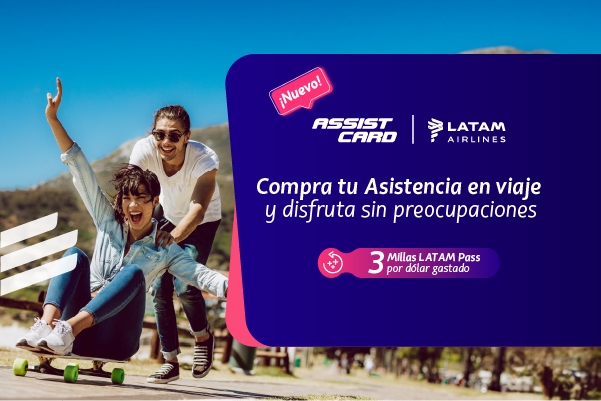 ¡Nuevo!
ASSIST CARD
LATAM AIRLINES
Compra tu Asistencia en viaje
y disfruta sin preocupaciones
3 Millas LATAM Pass
por dólar gastado